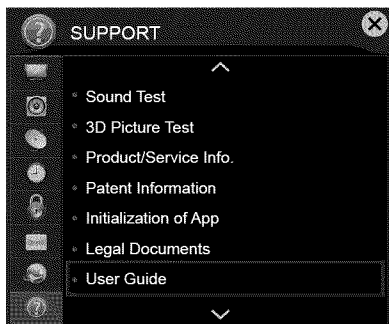 SUPPORT
Sound Test
3D Picture Test
Product/Service Info.
Patent Information
Initialization of App
Legal Documents
User Guide